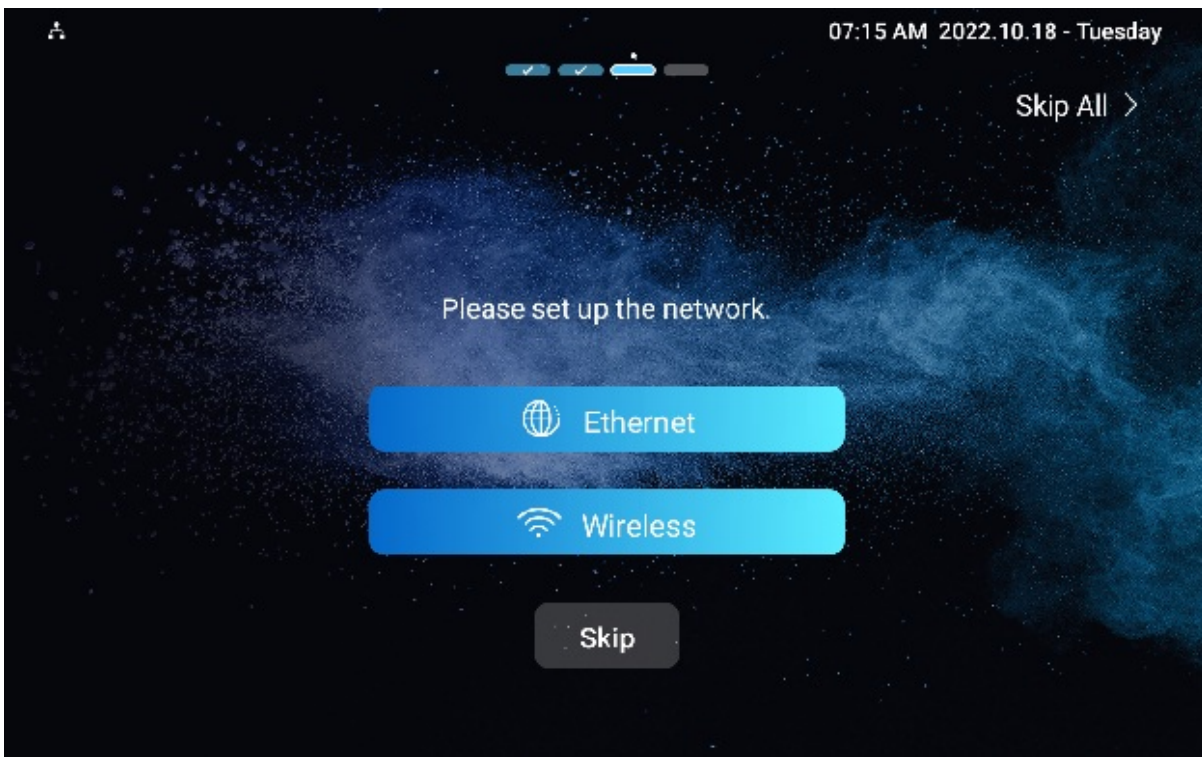 07:15 AM 2022.10.18 - Tuesday
Skip All
Please set up the network.
Ethernet
Wireless
Skip